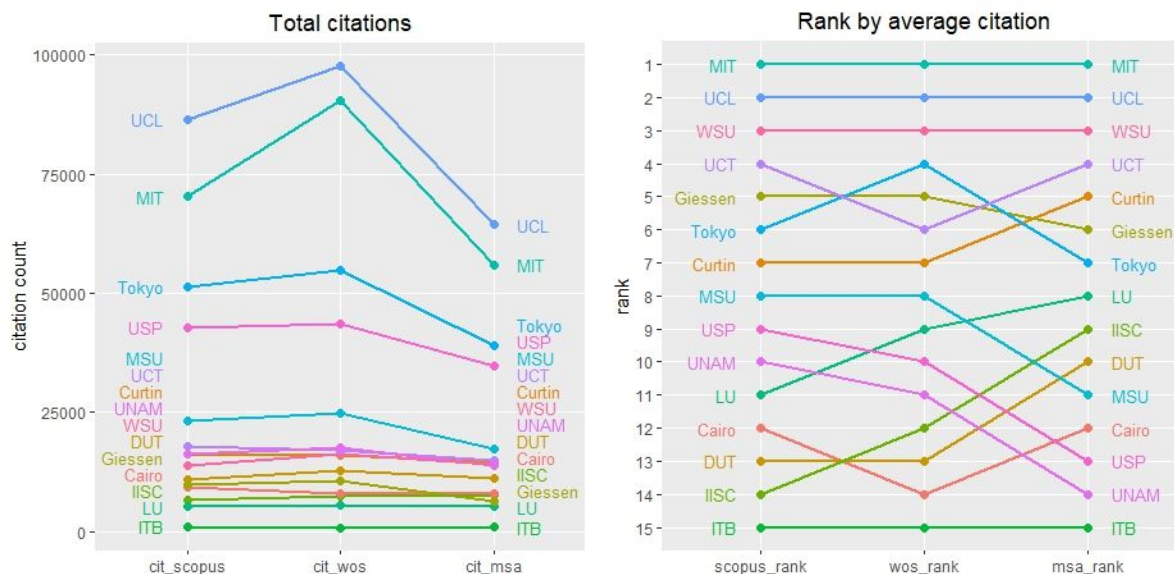 Total citations
citation count
100000
75000
50000
25000
0
UCL
MIT
Tokyo
USP
MSU
UCT
Curtin
UNAM
WSU
DUT
Giessen
Cairo
IISC
LU
ITB
UCL
MIT
Tokyo
USP
MSU
UCT
Curtin
WSU
UNAM
DUT
Cairo
IISC
Giessen
LU
ITB
cit_scopus
cit_wos
cit_msa
Rank by average citation
rank
1
2
3
4
5
6
7
8
9
10
11
12
13
14
15
MIT
UCL
WSU
UCT
Giessen
Tokyo
Curtin
MSU
USP
UNAM
LU
Cairo
DUT
IISC
ITB
MIT
UCL
WSU
UCT
Curtin
Giessen
Tokyo
LU
IISC
DUT
MSU
Cairo
USP
UNAM
ITB
scopus_rank
wos_rank
msa_rank